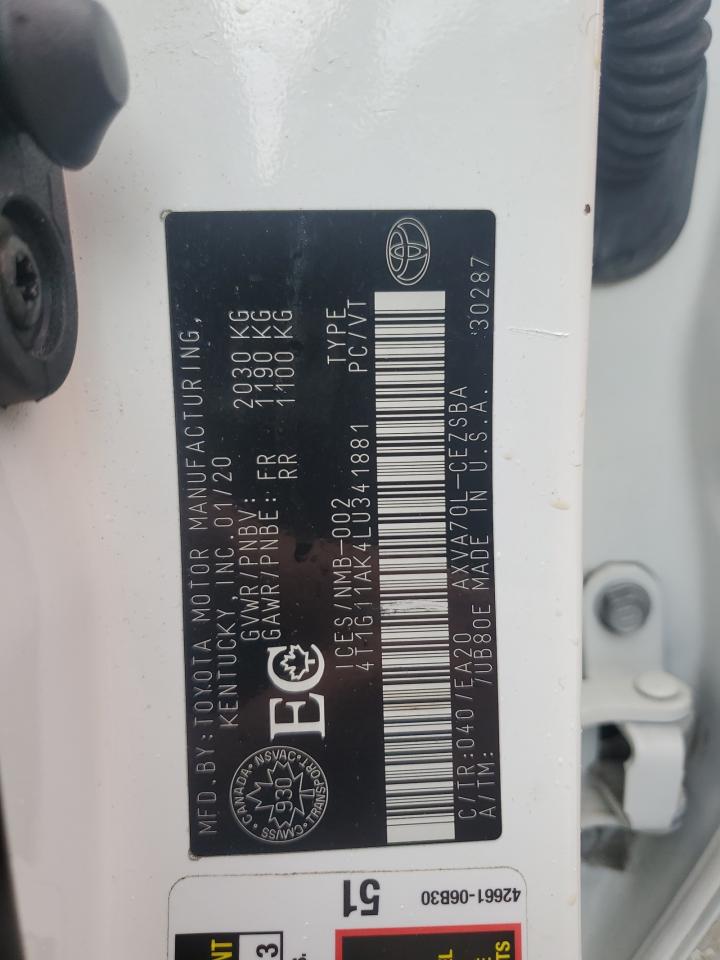 MFD.BY:TOYOTA MOTOR MANUFACTURING,
KENTUCKY, INC.01/20
GVWR/PNBV: 2030 KG
GAWR/PNBE: FR 1190 KG
RR 1100 KG
CANADA • NSVAC • TRANSPORT • CMVSS
930
EC
ICES/NMB-002
4T1G11AK4LU341881
TYPE
PC/VT
C/TR:040 /EA20 AXVA70L-CEZSBA
A/TM: /UB80E MADE IN U.S.A. 30287
51
42661-06B30
NT
3